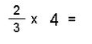 2/3 x 4 =